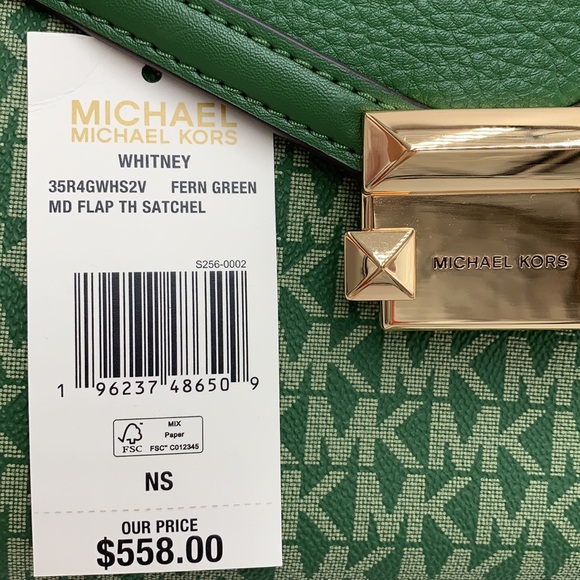 MICHAEL
MICHAEL KORS
WHITNEY
35R4GWHS2V FERN GREEN
MD FLAP TH SATCHEL
S256-0002
1 96237 48650 9
FSC
MIX
Paper
FSC™ C012345
NS
OUR PRICE
$558.00
MICHAEL KORS